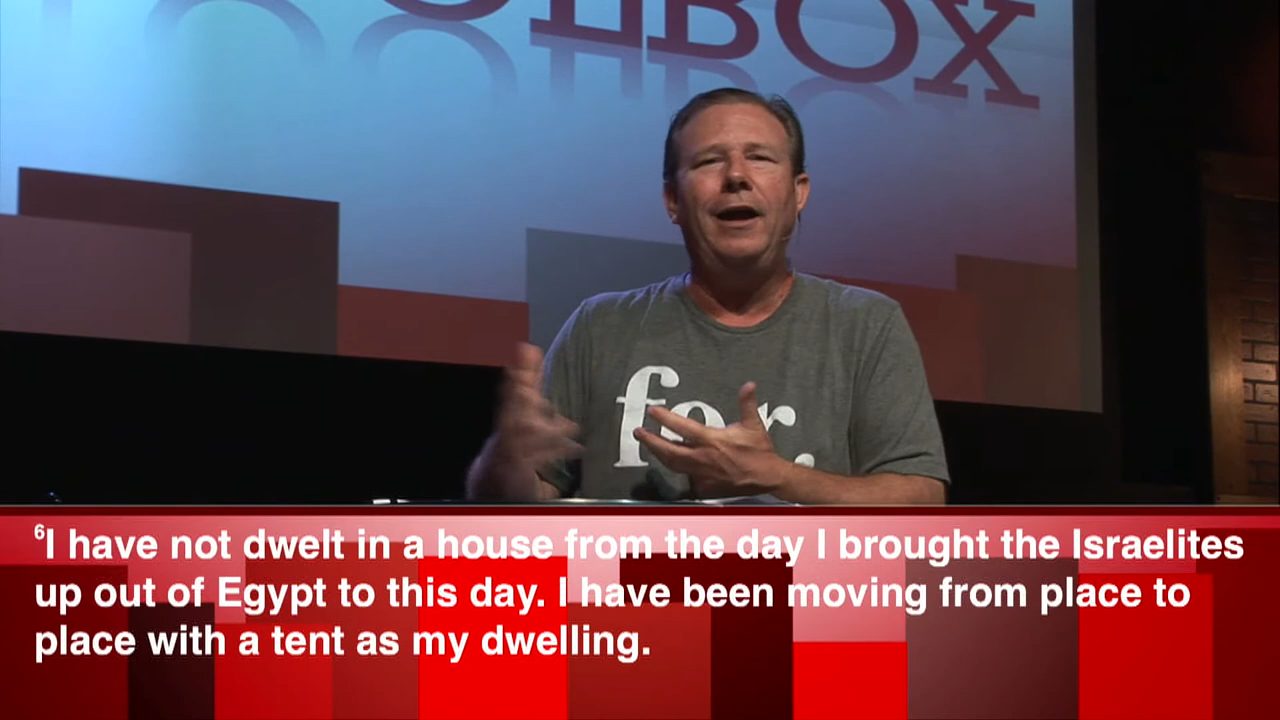 for.
⁶I have not dwelt in a house from the day I brought the Israelites
up out of Egypt to this day. I have been moving from place to
place with a tent as my dwelling.